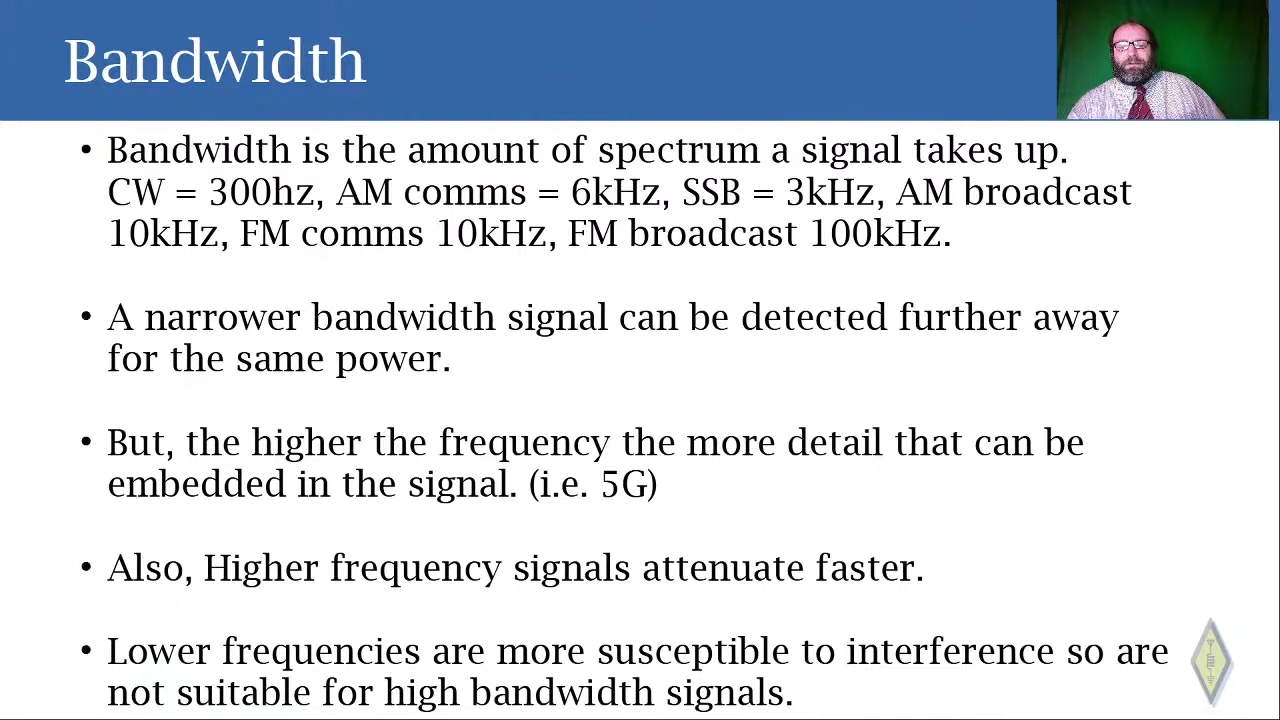 Bandwidth
• Bandwidth is the amount of spectrum a signal takes up.
CW = 300hz, AM comms = 6kHz, SSB = 3kHz, AM broadcast
10kHz, FM comms 10kHz, FM broadcast 100kHz.
• A narrower bandwidth signal can be detected further away
for the same power.
• But, the higher the frequency the more detail that can be
embedded in the signal. (i.e. 5G)
• Also, Higher frequency signals attenuate faster.
• Lower frequencies are more susceptible to interference so are
not suitable for high bandwidth signals.